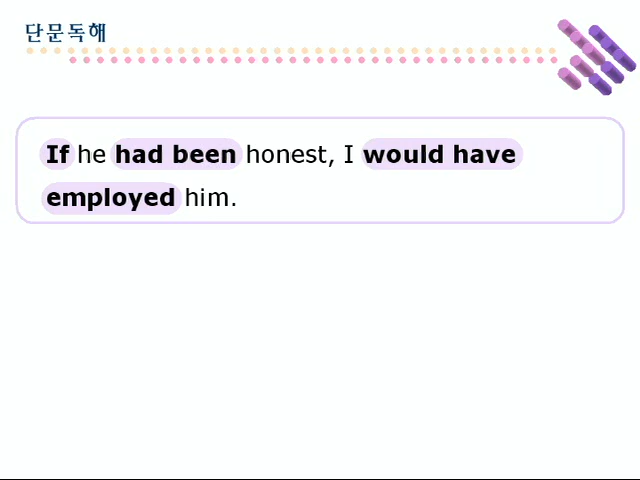 단문독해
If he had been honest, I would have
employed him.